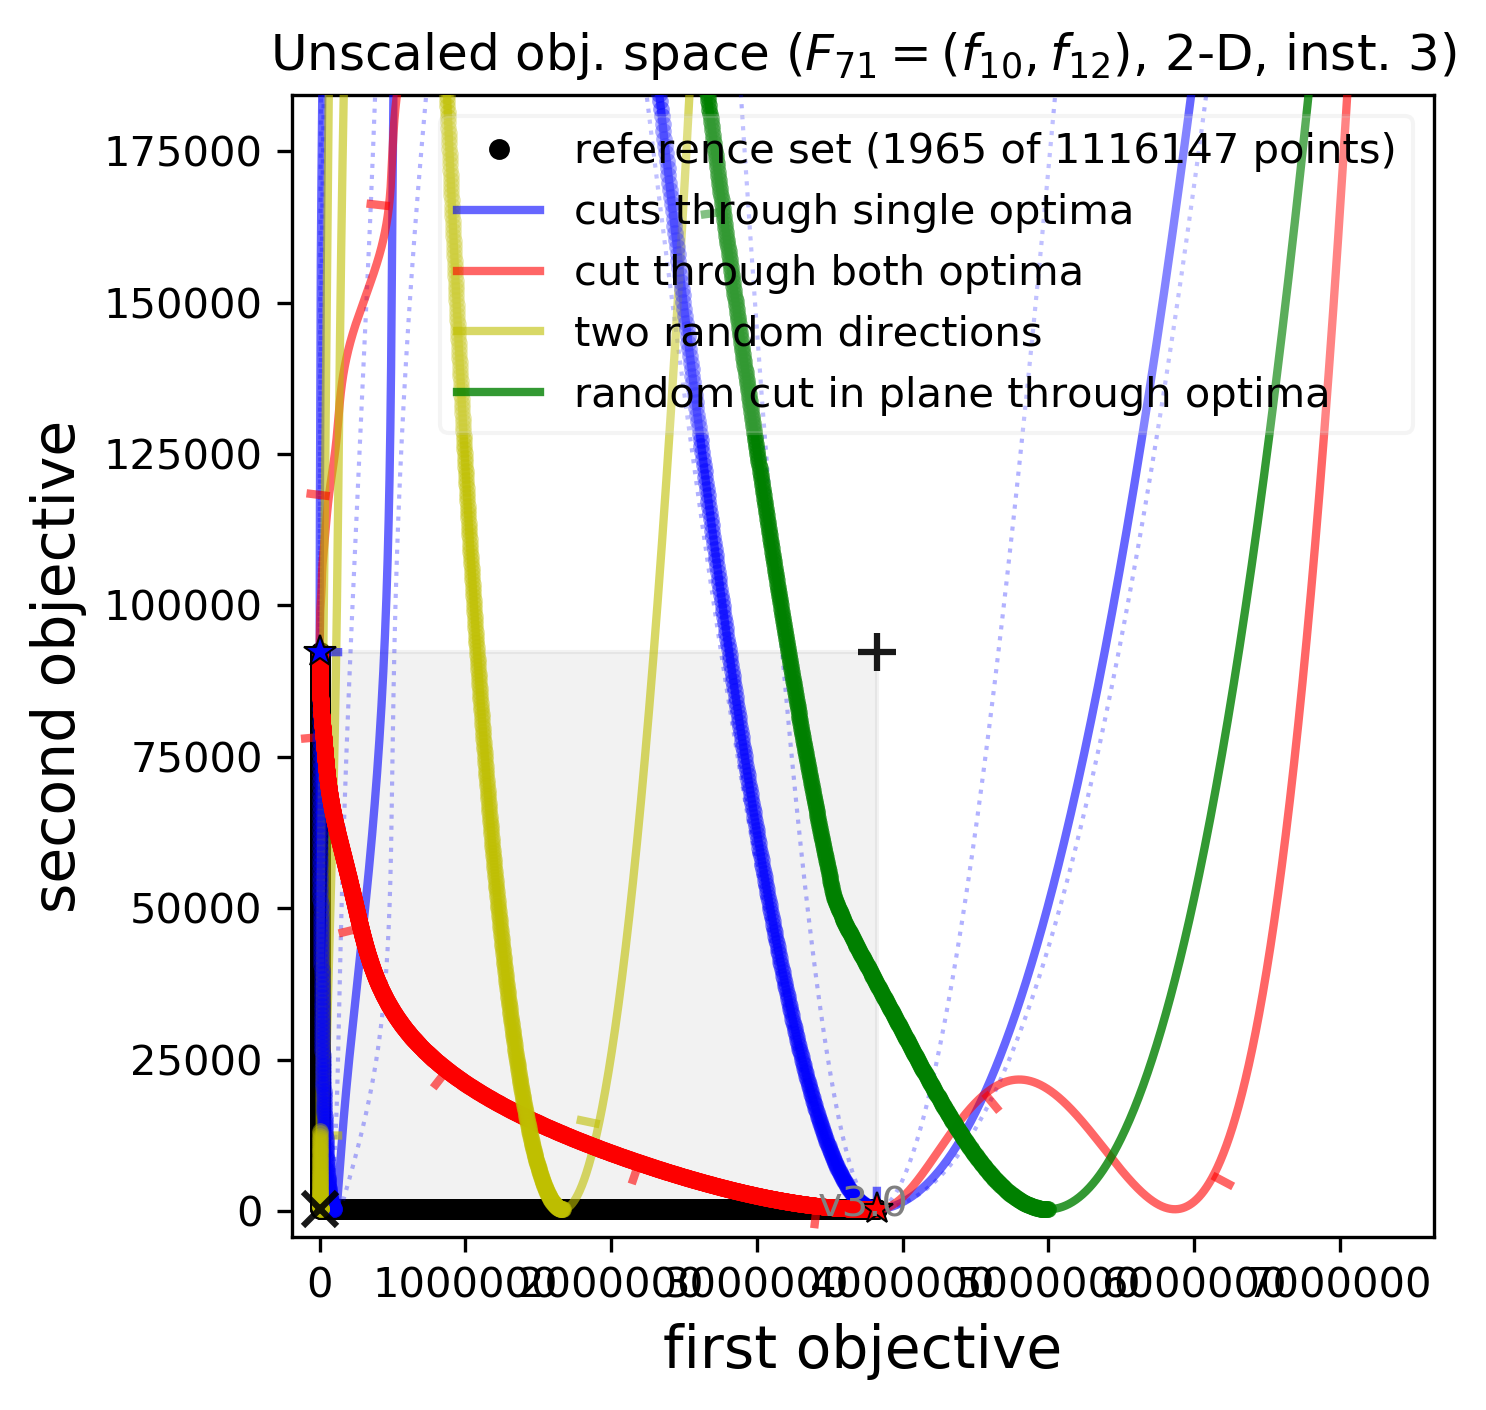 Unscaled obj. space (F71 = (f10, f12), 2-D, inst. 3)
reference set (1965 of 1116147 points)
cuts through single optima
cut through both optima
two random directions
random cut in plane through optima
second objective
175000
150000
125000
100000
75000
50000
25000
0
v3.0
0 1000000 2000000 3000000 4000000 5000000 6000000 7000000
first objective